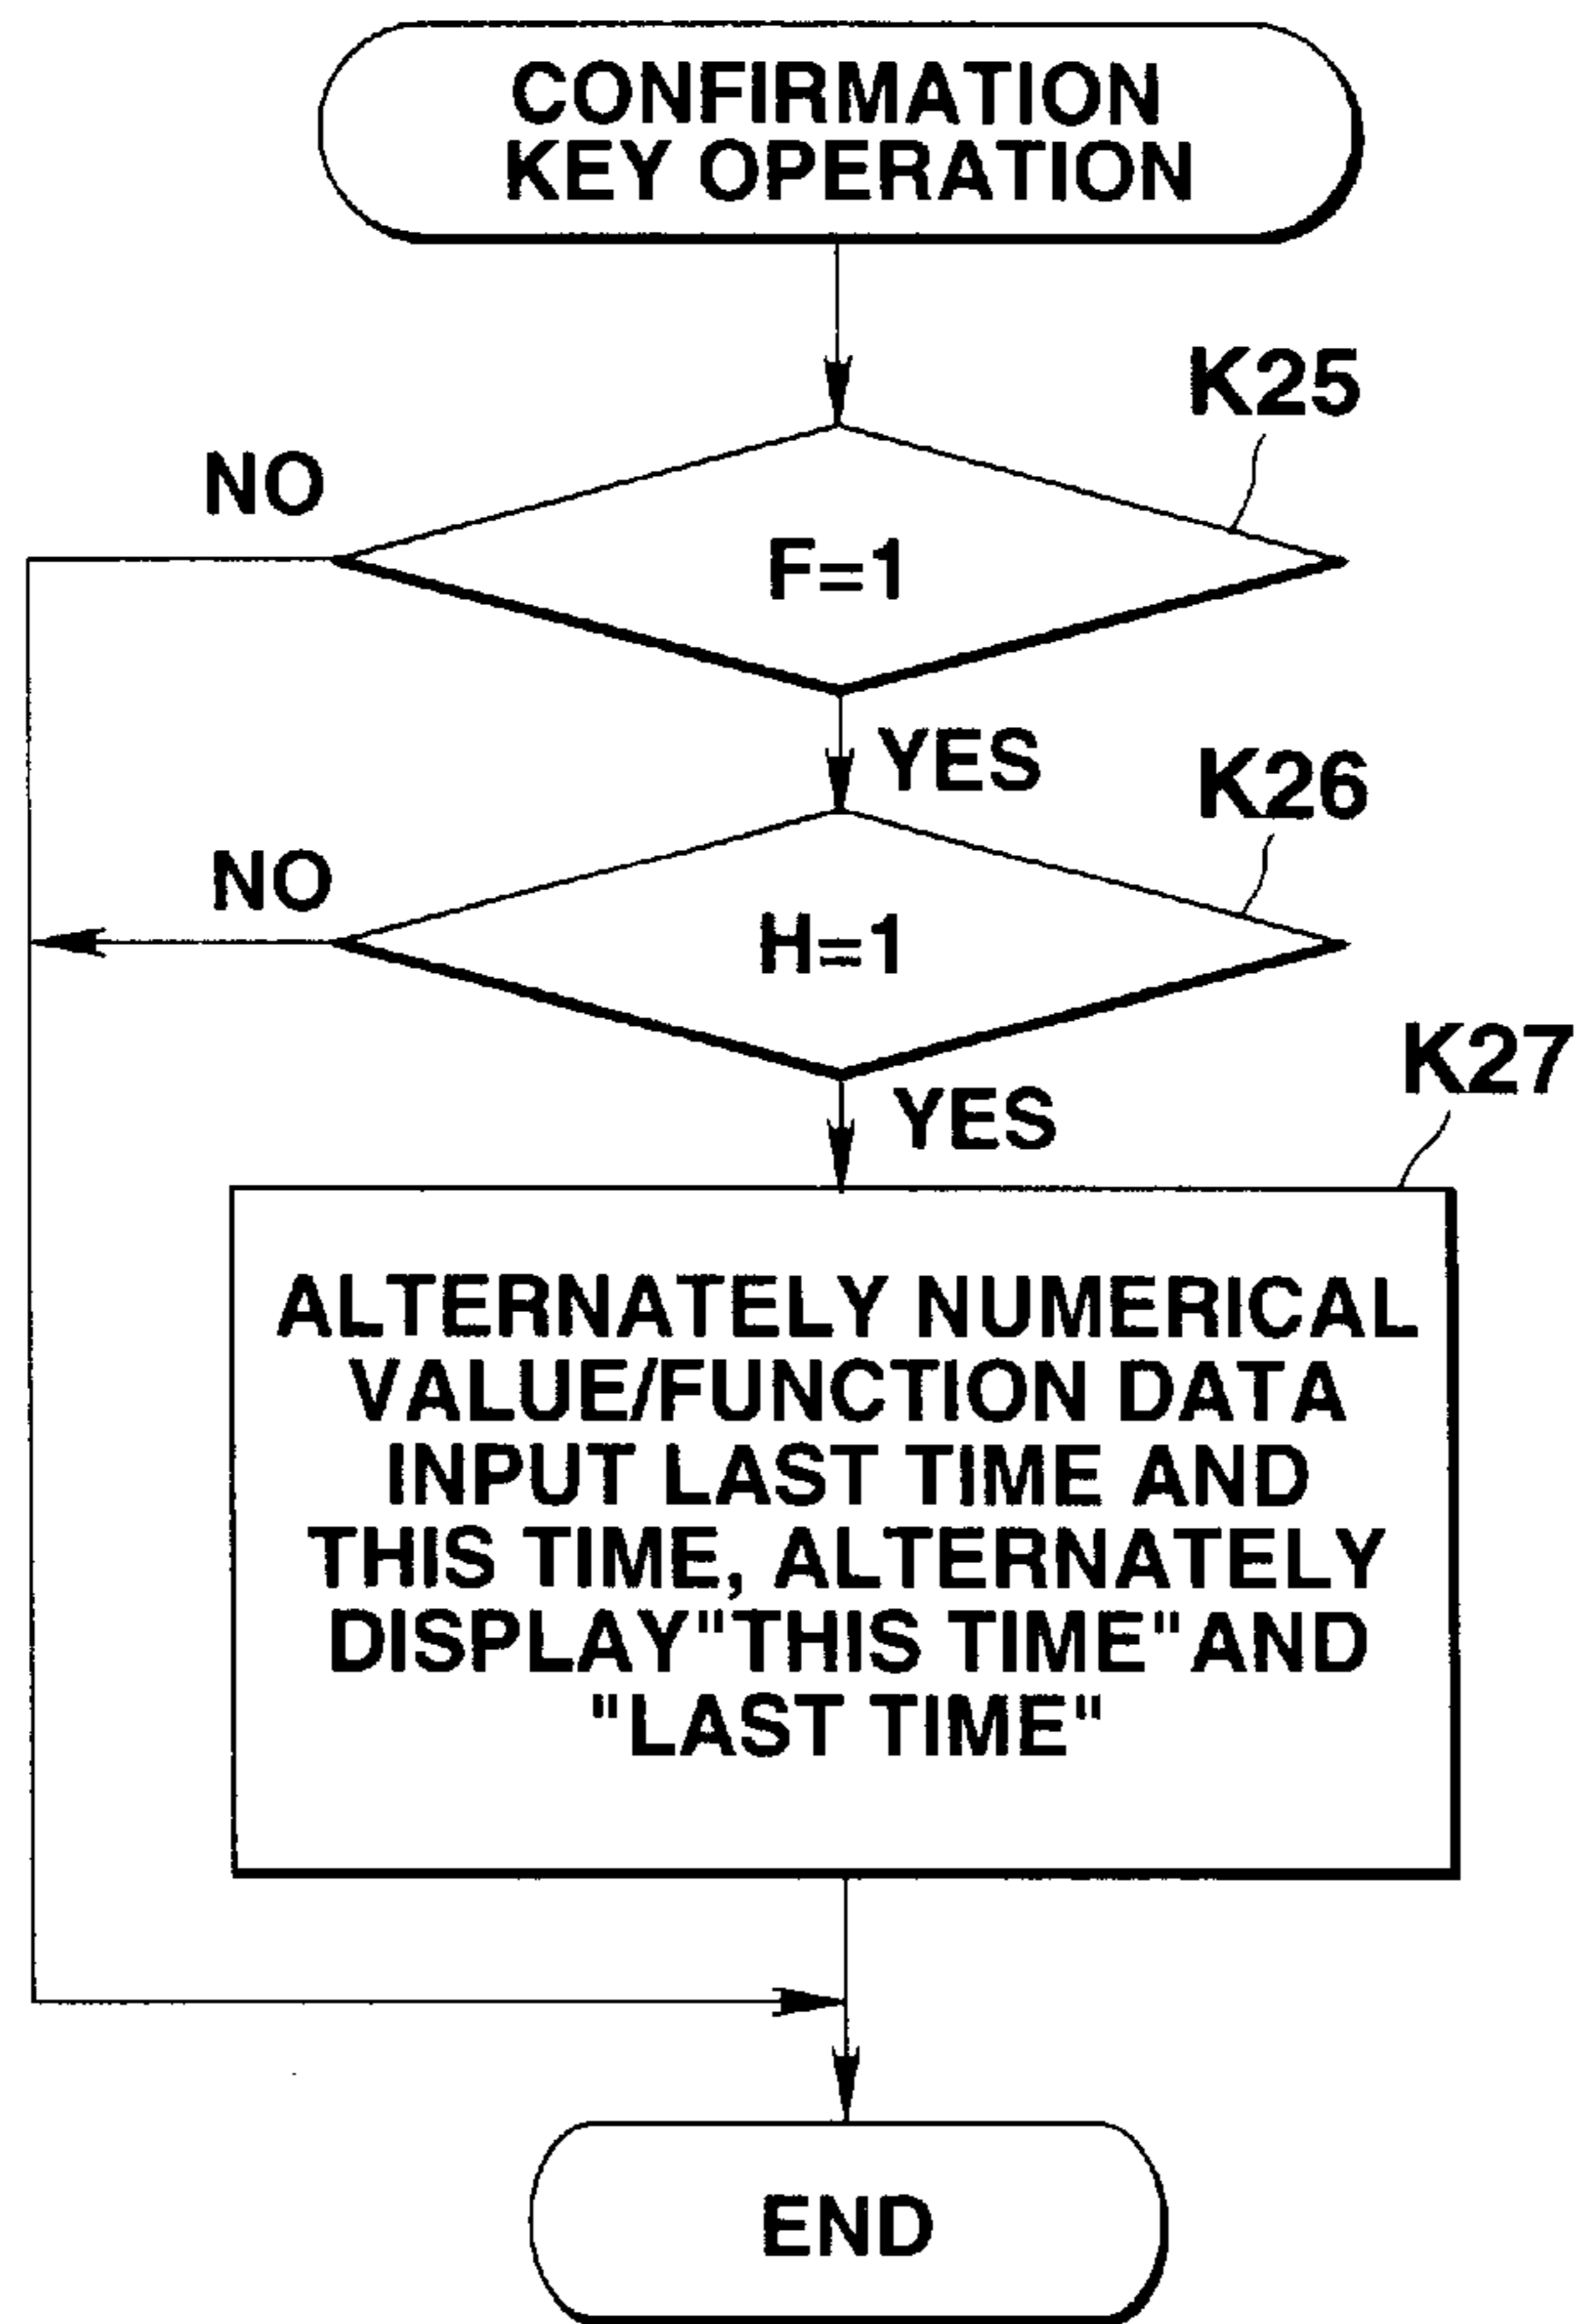 CONFIRMATION
KEY OPERATION
K25
NO
F=1
YES
K26
NO
H=1
K27
YES
ALTERNATELY NUMERICAL
VALUE/FUNCTION DATA
INPUT LAST TIME AND
THIS TIME, ALTERNATELY
DISPLAY"THIS TIME"AND
"LAST TIME"
END